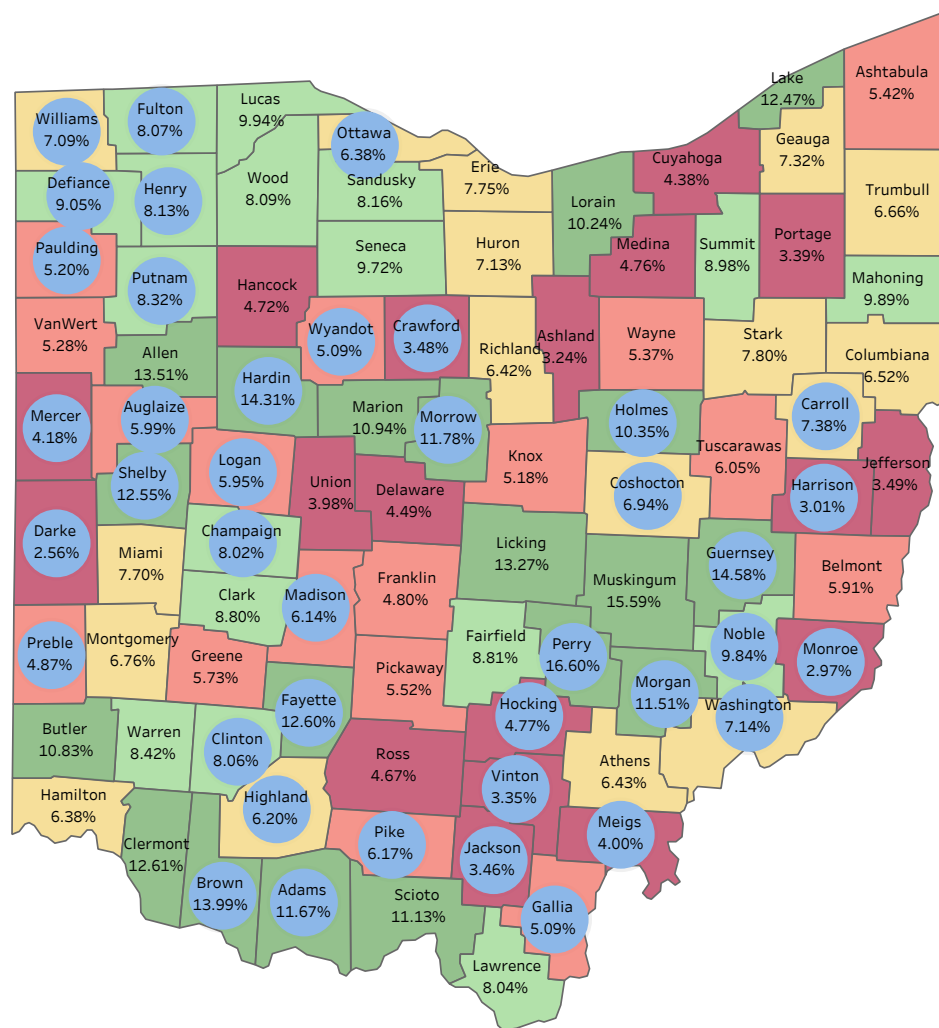 Lake
12.47%
Ashtabula
5.42%
Williams
7.09%
Fulton
8.07%
Lucas
9.94%
Ottawa
6.38%
Geauga
7.32%
Cuyahoga
4.38%
Erie
7.75%
Sandusky
8.16%
Wood
8.09%
Defiance
9.05%
Henry
8.13%
Lorain
10.24%
Trumbull
6.66%
Portage
3.39%
Summit
8.98%
Medina
4.76%
Huron
7.13%
Seneca
9.72%
Paulding
5.20%
Putnam
8.32%
Hancock
4.72%
Mahoning
9.89%
VanWert
5.28%
Allen
13.51%
Wyandot
5.09%
Crawford
3.48%
Richland
6.42%
Ashland
3.24%
Wayne
5.37%
Stark
7.80%
Columbiana
6.52%
Hardin
14.31%
Mercer
4.18%
Auglaize
5.99%
Marion
10.94%
Morrow
11.78%
Holmes
10.35%
Carroll
7.38%
Tuscarawas
6.05%
Knox
5.18%
Jefferson
3.49%
Shelby
12.55%
Logan
5.95%
Union
3.98%
Delaware
4.49%
Coshocton
6.94%
Harrison
3.01%
Darke
2.56%
Miami
7.70%
Champaign
8.02%
Licking
13.27%
Guernsey
14.58%
Belmont
5.91%
Muskingum
15.59%
Franklin
4.80%
Clark
8.80%
Madison
6.14%
Preble
4.87%
Montgomery
6.76%
Greene
5.73%
Pickaway
5.52%
Fairfield
8.81%
Perry
16.60%
Noble
9.84%
Monroe
2.97%
Morgan
11.51%
Washington
7.14%
Fayette
12.60%
Hocking
4.77%
Butler
10.83%
Warren
8.42%
Clinton
8.06%
Ross
4.67%
Athens
6.43%
Vinton
3.35%
Hamilton
6.38%
Highland
6.20%
Meigs
4.00%
Pike
6.17%
Clermont
12.61%
Jackson
3.46%
Brown
13.99%
Adams
11.67%
Scioto
11.13%
Gallia
5.09%
Lawrence
8.04%